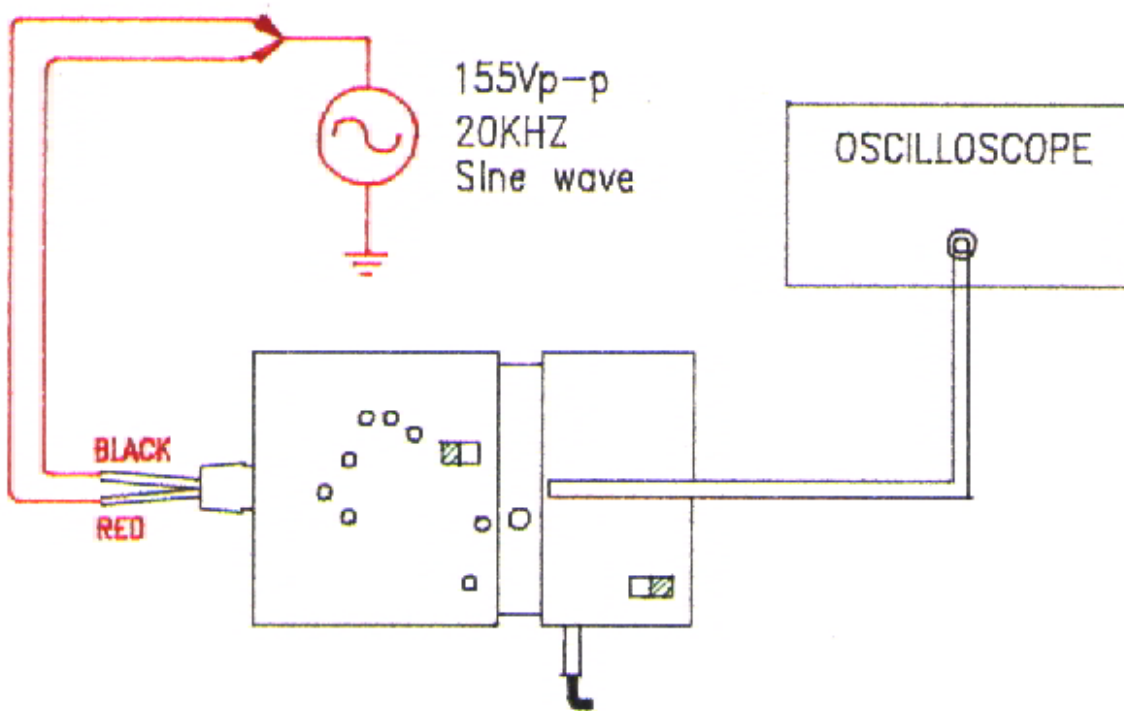 155Vp-p
20KHZ
Sine wave
OSCILLOSCOPE
BLACK
RED